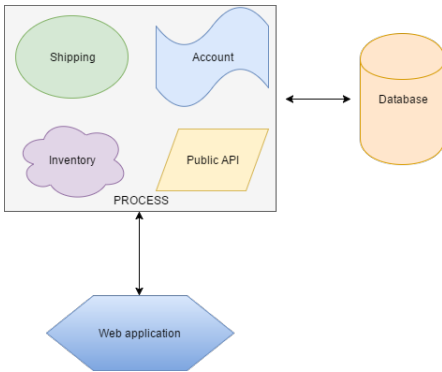 Shipping
Account
Database
Inventory
Public API
PROCESS
Web application